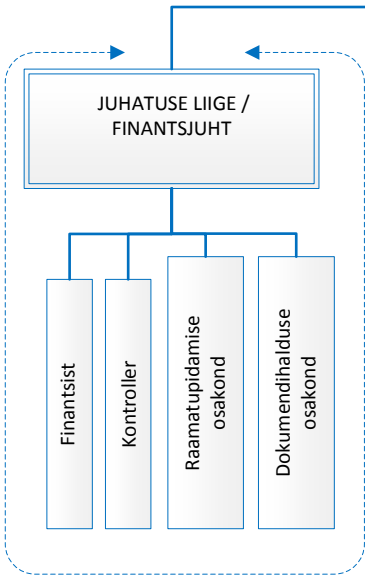 JUHATUSE LIIGE /
FINANTSJUHT
Finantsist
Kontroller
Raamatupidamise
osakond
Dokumendihalduse
osakond